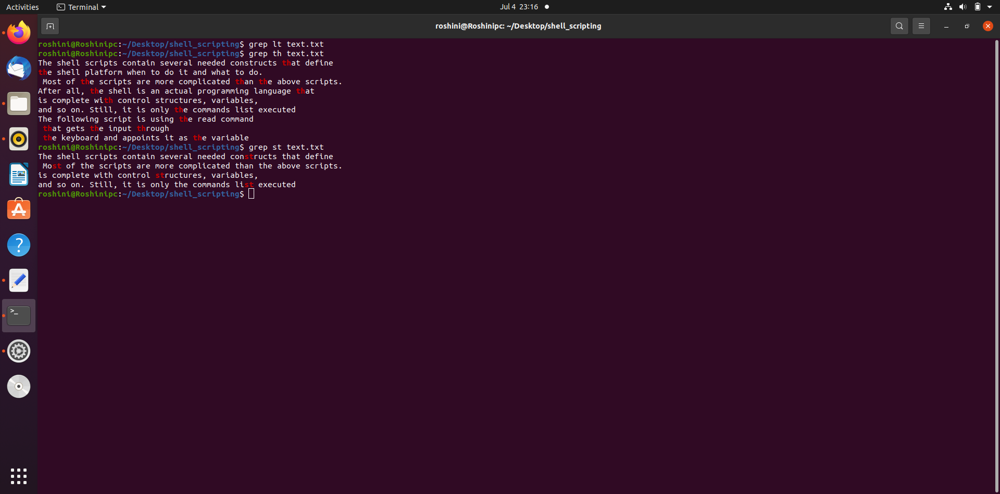 Activities
Terminal
Jul 4 23:16
roshini@Roshinipc: ~/Desktop/shell_scripting
roshini@Roshinipc:~/Desktop/shell_scripting$ grep lt text.txt
roshini@Roshinipc:~/Desktop/shell_scripting$ grep th text.txt
The shell scripts contain several needed constructs that define
the shell platform when to do it and what to do.
 Most of the scripts are more complicated than the above scripts.
After all, the shell is an actual programming language that
is complete with control structures, variables,
and so on. Still, it is only the commands list executed
The following script is using the read command
 that gets the input through
 the keyboard and appoints it as the variable
roshini@Roshinipc:~/Desktop/shell_scripting$ grep st text.txt
The shell scripts contain several needed constructs that define
 Most of the scripts are more complicated than the above scripts.
is complete with control structures, variables,
and so on. Still, it is only the commands list executed
roshini@Roshinipc:~/Desktop/shell_scripting$